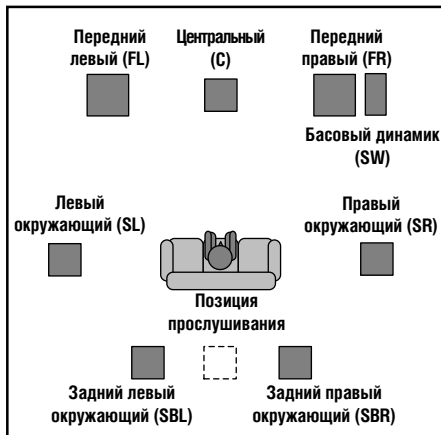 Передний
левый (FL)
Центральный
(C)
Передний
правый (FR)
Басовый динамик
(SW)
Левый
окружающий (SL)
Правый
окружающий (SR)
Позиция
прослушивания
Задний левый
окружающий (SBL)
Задний правый
окружающий (SBR)